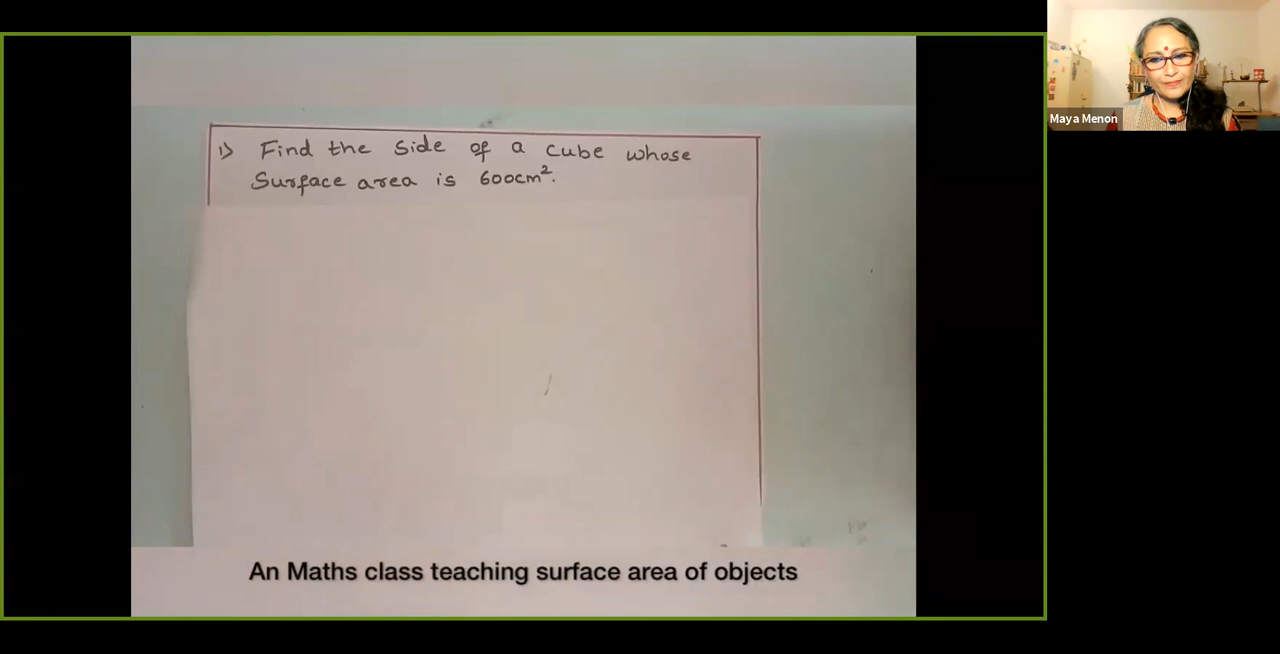 1) Find the side of a cube whose
Surface area is 600cm².
An Maths class teaching surface area of objects
Maya Menon